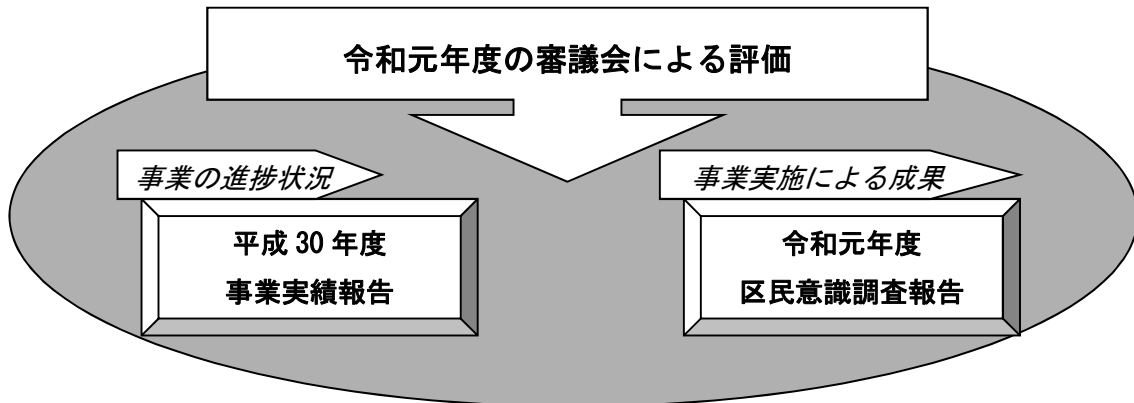 令和元年度の審議会による評価
事業の進捗状況
平成 30 年度
事業実績報告
事業実施による成果
令和元年度
区民意識調査報告